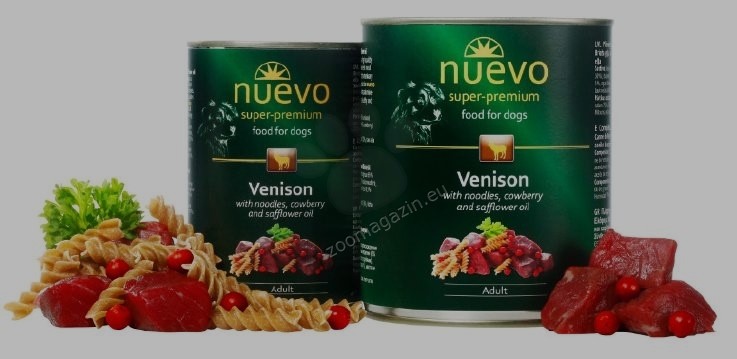 nuevo
super-premium
food for dogs
Venison
with noodles, cowberry
and safflower oil
Adult
nuevo
super-premium
food for dogs
Venison
with noodles, cowberry
and safflower oil
Adult
zoomagazin.eu